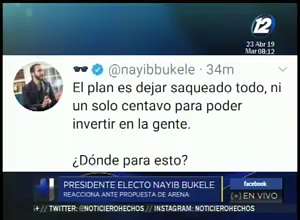 12
23 Abr 19
Mar 08:12
@nayibbukele · 34m
El plan es dejar saqueado todo, ni
un solo centavo para poder
invertir en la gente.
¿Dónde para esto?
PRESIDENTE ELECTO NAYIB BUKELE
REACCIONA ANTE PROPUESTA DE ARENA
facebook
EN VIVO
// TWITTER: @NOTICIEROHECHOS // INSTAGRAM: NOTICIEROHECHOS //